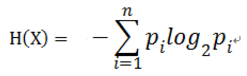 H(X) = −∑_{i=1}^{n} p_i log_2 p_i↵